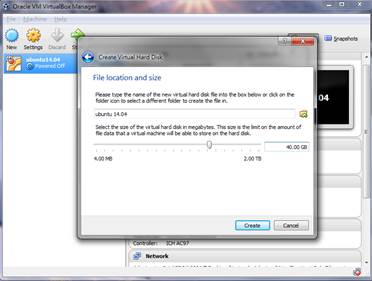 Oracle VM VirtualBox Manager
File Machine Help
New Settings Discard
Snapshots
ubuntu14.04
Powered Off
Create Virtual Hard Disk
File location and size
Please type the name of the new virtual hard disk file into the box below or click on the
folder icon to select a different folder to create the file in.
ubuntu 14.04
Select the size of the virtual hard disk in megabytes. This size is the limit on the amount of
file data that a virtual machine will be able to store on the hard disk.
40.00 GB
4.00 MB 2.00 TB
Create Cancel
Controller: ICH AC97
Network